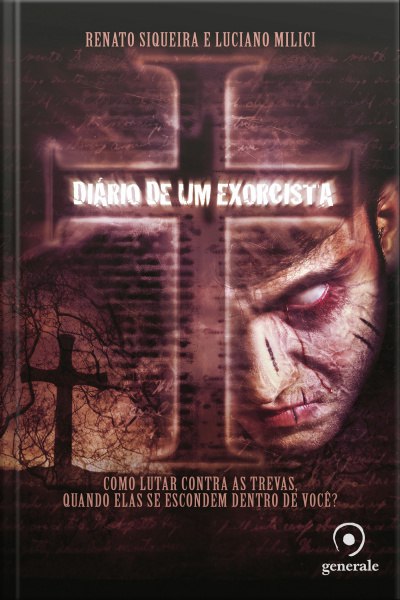 RENATO SIQUEIRA E LUCIANO MILICI
DIÁRIO DE UM EXORCISTA
COMO LUTAR CONTRA AS TREVAS,
QUANDO ELAS SE ESCONDEM DENTRO DE VOCÊ?
generale